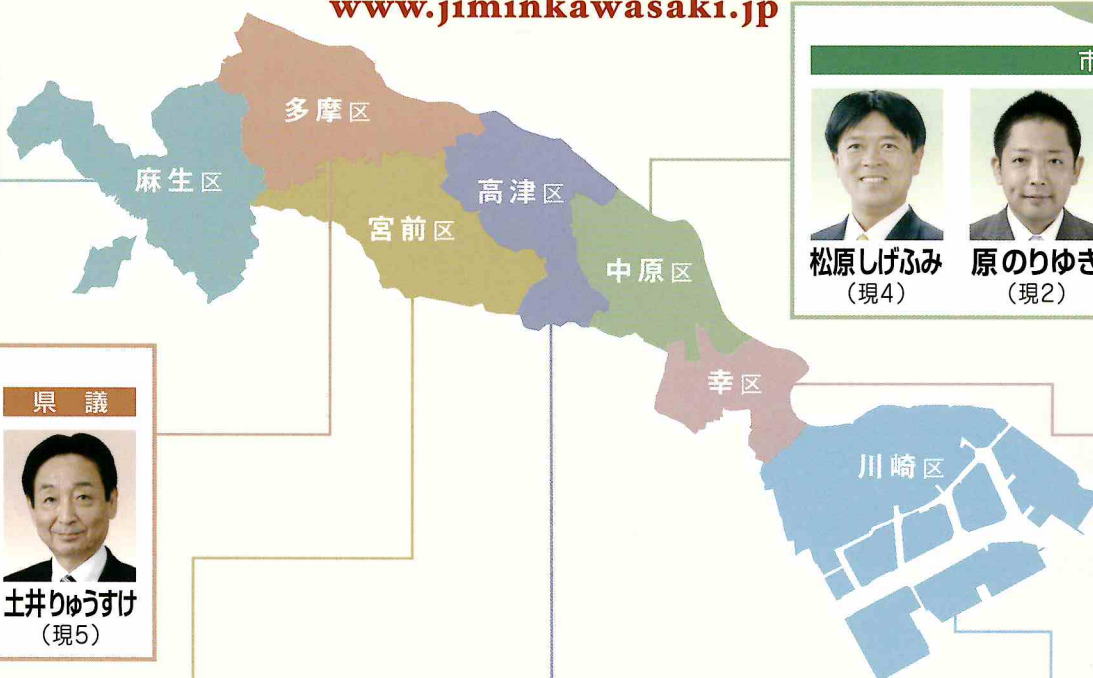 www.jiminkawasaki.jp
市
松原しげふみ
(現4)
原のりゆき
(現2)
多摩区
麻生区
高津区
宮前区
中原区
幸区
川崎区
県 議
土井りゅうすけ
(現5)